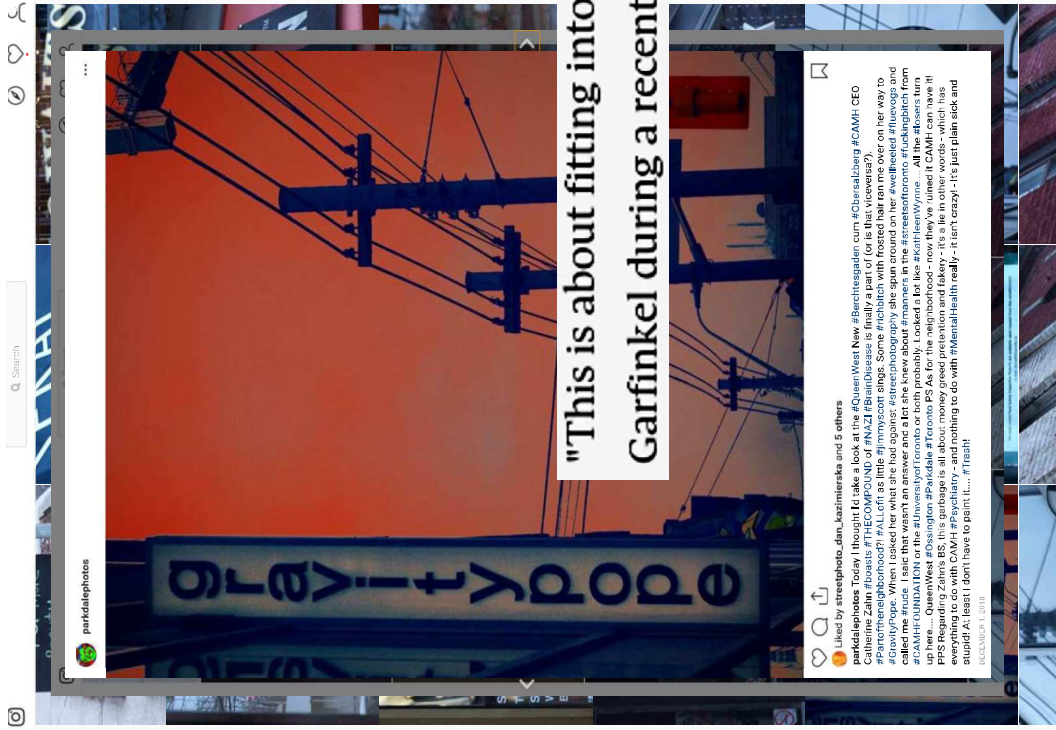 Search
parkdalephotos
gravitypope
"This is about fitting into
Garfinkel during a recent
Liked by streetphoto_dan_kazimierska and 5 others
parkdalephotos Today I thought I'd take a look at the #QueenWest New #Berchtesgaden cum #Obersalzberg #CAMH CEO
Catherine Zahn #boasts #THECOMPOUND of #NAZI #BrainDisease is finally a part of (or is that viceversa?).
#Partoftheneighborhood?! #ALLofit as little #jimmyscott sings. Some #richbitch with frosted hair ran me over on her way to
#GravityPope. When I asked her what she had against #streetphotography she spun around on her #wellheeled #fluevogs and
called me #rude. I said that wasn't an answer and a lot she knew about #manners in the #streetsoftoronto #fuckingbitch from
#CAMHFOUNDATION or the #UniversityofToronto or both probably. Looked a lot like #KathleenWynne.... All the #losers turn
up here.... QueenWest #Ossington #Parkdale #Toronto PS As for the neighborhood - now they've ruined it CAMH can have it!
PPS Regarding Zahn's BS, this garbage is all about money greed pretention and fakery - it's a lie in other words - which has
everything to do with CAMH #Psychiatry - and nothing to do with #MentalHealth really - it isn't crazy! - it's just plain sick and
stupid! At least I don't have to paint it.... #Trash!
DECEMBER 1, 2018